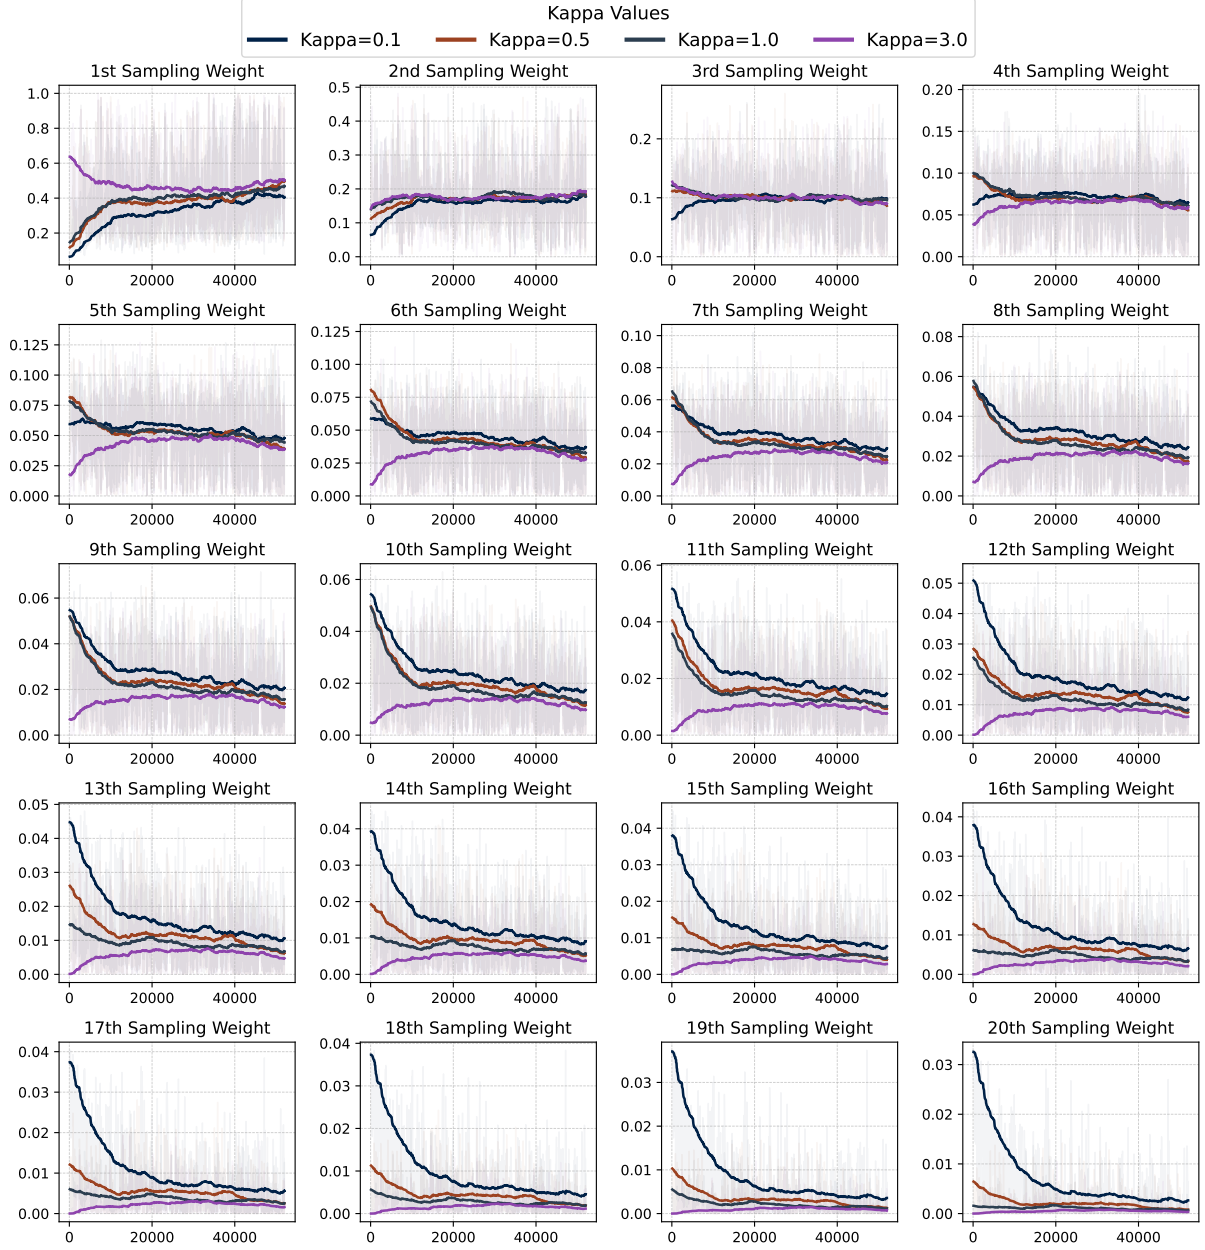 Kappa Values
Kappa=0.1 Kappa=0.5 Kappa=1.0 Kappa=3.0
1st Sampling Weight 2nd Sampling Weight 3rd Sampling Weight 4th Sampling Weight
1.0 0.8 0.6 0.4 0.2
0 20000 40000
0.5 0.4 0.3 0.2 0.1 0.0
0 20000 40000
0.2 0.1 0.0
0 20000 40000
0.20 0.15 0.10 0.05 0.00
0 20000 40000
5th Sampling Weight 6th Sampling Weight 7th Sampling Weight 8th Sampling Weight
0.125 0.100 0.075 0.050 0.025 0.000
0 20000 40000
0.125 0.100 0.075 0.050 0.025 0.000
0 20000 40000
0.10 0.08 0.06 0.04 0.02 0.00
0 20000 40000
0.08 0.06 0.04 0.02 0.00
0 20000 40000
9th Sampling Weight 10th Sampling Weight 11th Sampling Weight 12th Sampling Weight
0.06 0.04 0.02 0.00
0 20000 40000
0.06 0.04 0.02 0.00
0 20000 40000
0.06 0.04 0.02 0.00
0 20000 40000
0.05 0.04 0.03 0.02 0.01 0.00
0 20000 40000
13th Sampling Weight 14th Sampling Weight 15th Sampling Weight 16th Sampling Weight
0.05 0.04 0.03 0.02 0.01 0.00
0 20000 40000
0.04 0.03 0.02 0.01 0.00
0 20000 40000
0.04 0.03 0.02 0.01 0.00
0 20000 40000
0.04 0.03 0.02 0.01 0.00
0 20000 40000
17th Sampling Weight 18th Sampling Weight 19th Sampling Weight 20th Sampling Weight
0.04 0.03 0.02 0.01 0.00
0 20000 40000
0.04 0.03 0.02 0.01 0.00
0 20000 40000
0.03 0.02 0.01 0.00
0 20000 40000
0.03 0.02 0.01 0.00
0 20000 40000